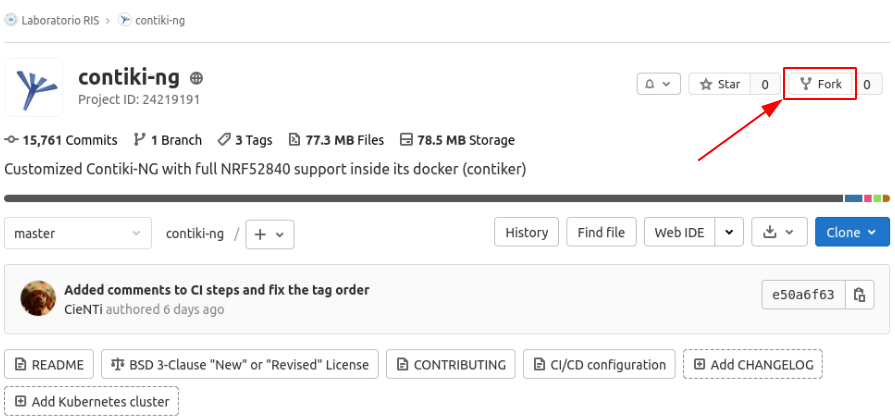 Laboratorio RIS › contiki-ng
contiki-ng
Project ID: 24219191
Star 0 Fork 0
15,761 Commits 1 Branch 3 Tags 77.3 MB Files 78.5 MB Storage
Customized Contiki-NG with full NRF52840 support inside its docker (contiker)
master contiki-ng / + History Find file Web IDE Clone
Added comments to CI steps and fix the tag order
CieNTi authored 6 days ago
e50a6f63
README BSD 3-Clause "New" or "Revised" License CONTRIBUTING CI/CD configuration Add CHANGELOG
Add Kubernetes cluster